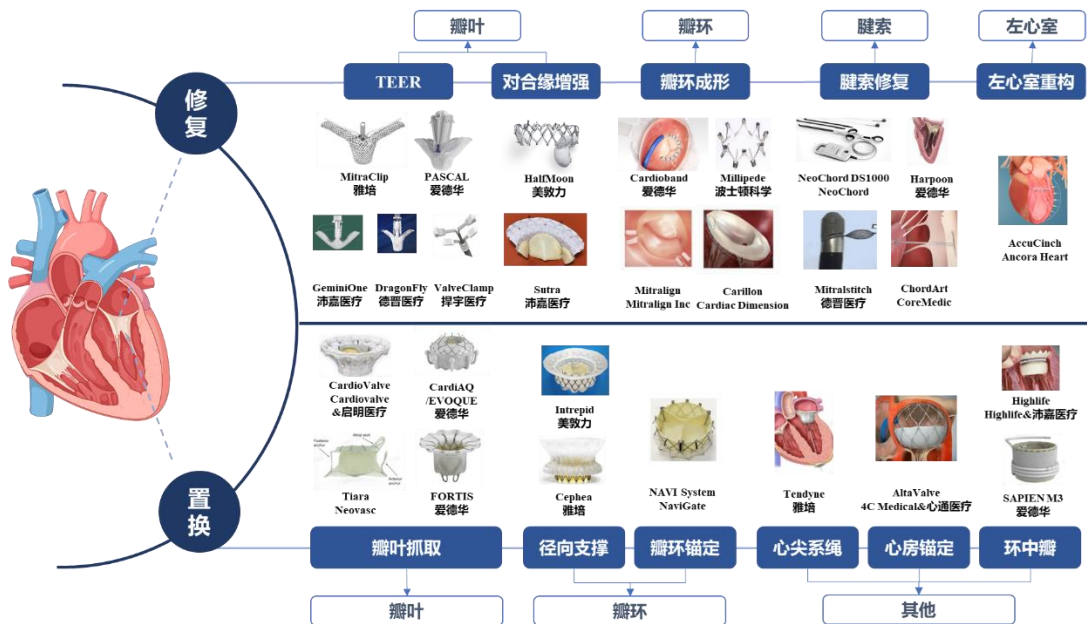 瓣叶
瓣环
腱索
左心室
TEER
对合缘增强
瓣环成形
腱索修复
左心室重构
修复
MitraClip
雅培
PASCAL
爱德华
HalfMoon
美敦力
Cardioband
爱德华
Millipede
波士顿科学
NeoChord DS1000
NeoChord
Harpoon
爱德华
AccuCinch
Ancora Heart
GeminiOne
沛嘉医疗
DragonFly
德晋医疗
ValveClamp
捍宇医疗
Sutra
沛嘉医疗
Mitralign
Mitralign Inc
Carillon
Cardiac Dimension
Mitralstitch
德晋医疗
ChordArt
CoreMedic
CardioValve
Cardiovalve
&启明医疗
CardiAQ
/EVOQUE
爱德华
Intrepid
美敦力
Highlife
Highlife&沛嘉医疗
Tiara
Neovasc
FORTIS
爱德华
Cephea
雅培
NAVI System
NaviGate
Tendyne
雅培
AltaValve
4C Medical&心通医疗
SAPIEN M3
爱德华
置换
瓣叶抓取
径向支撑
瓣环锚定
心尖系绳
心房锚定
环中瓣
瓣叶
瓣环
其他